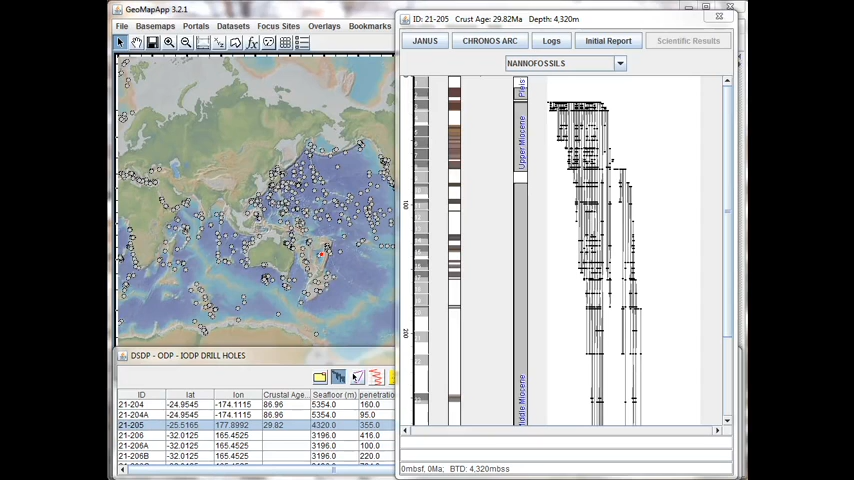 GeoMapApp 3.2.1
File Basemaps Portals Datasets Focus Sites Overlays Bookmarks
ID: 21-205 Crust Age: 29.82Ma Depth: 4,320m
JANUS CHRONOS ARC Logs Initial Report Scientific Results
NANNOFOSSILS
Pleis
Upper Miocene
100
200
Middle Miocene
DSDP - ODP - IODP DRILL HOLES
ID lat lon Crustal Age... Seafloor (m) penetratio
21-204 -24.9545 -174.1115 86.96 5354.0 160.0
21-204A -24.9545 -174.1115 86.96 5354.0 95.0
21-205 -25.5165 177.8992 29.82 4320.0 355.0
21-206 -32.0125 165.4525 3196.0 416.0
21-206A -32.0125 165.4525 3196.0 100.0
21-206B -32.0125 165.4525 3196.0 220.0
0mbsf, 0Ma; BTD: 4,320mbss